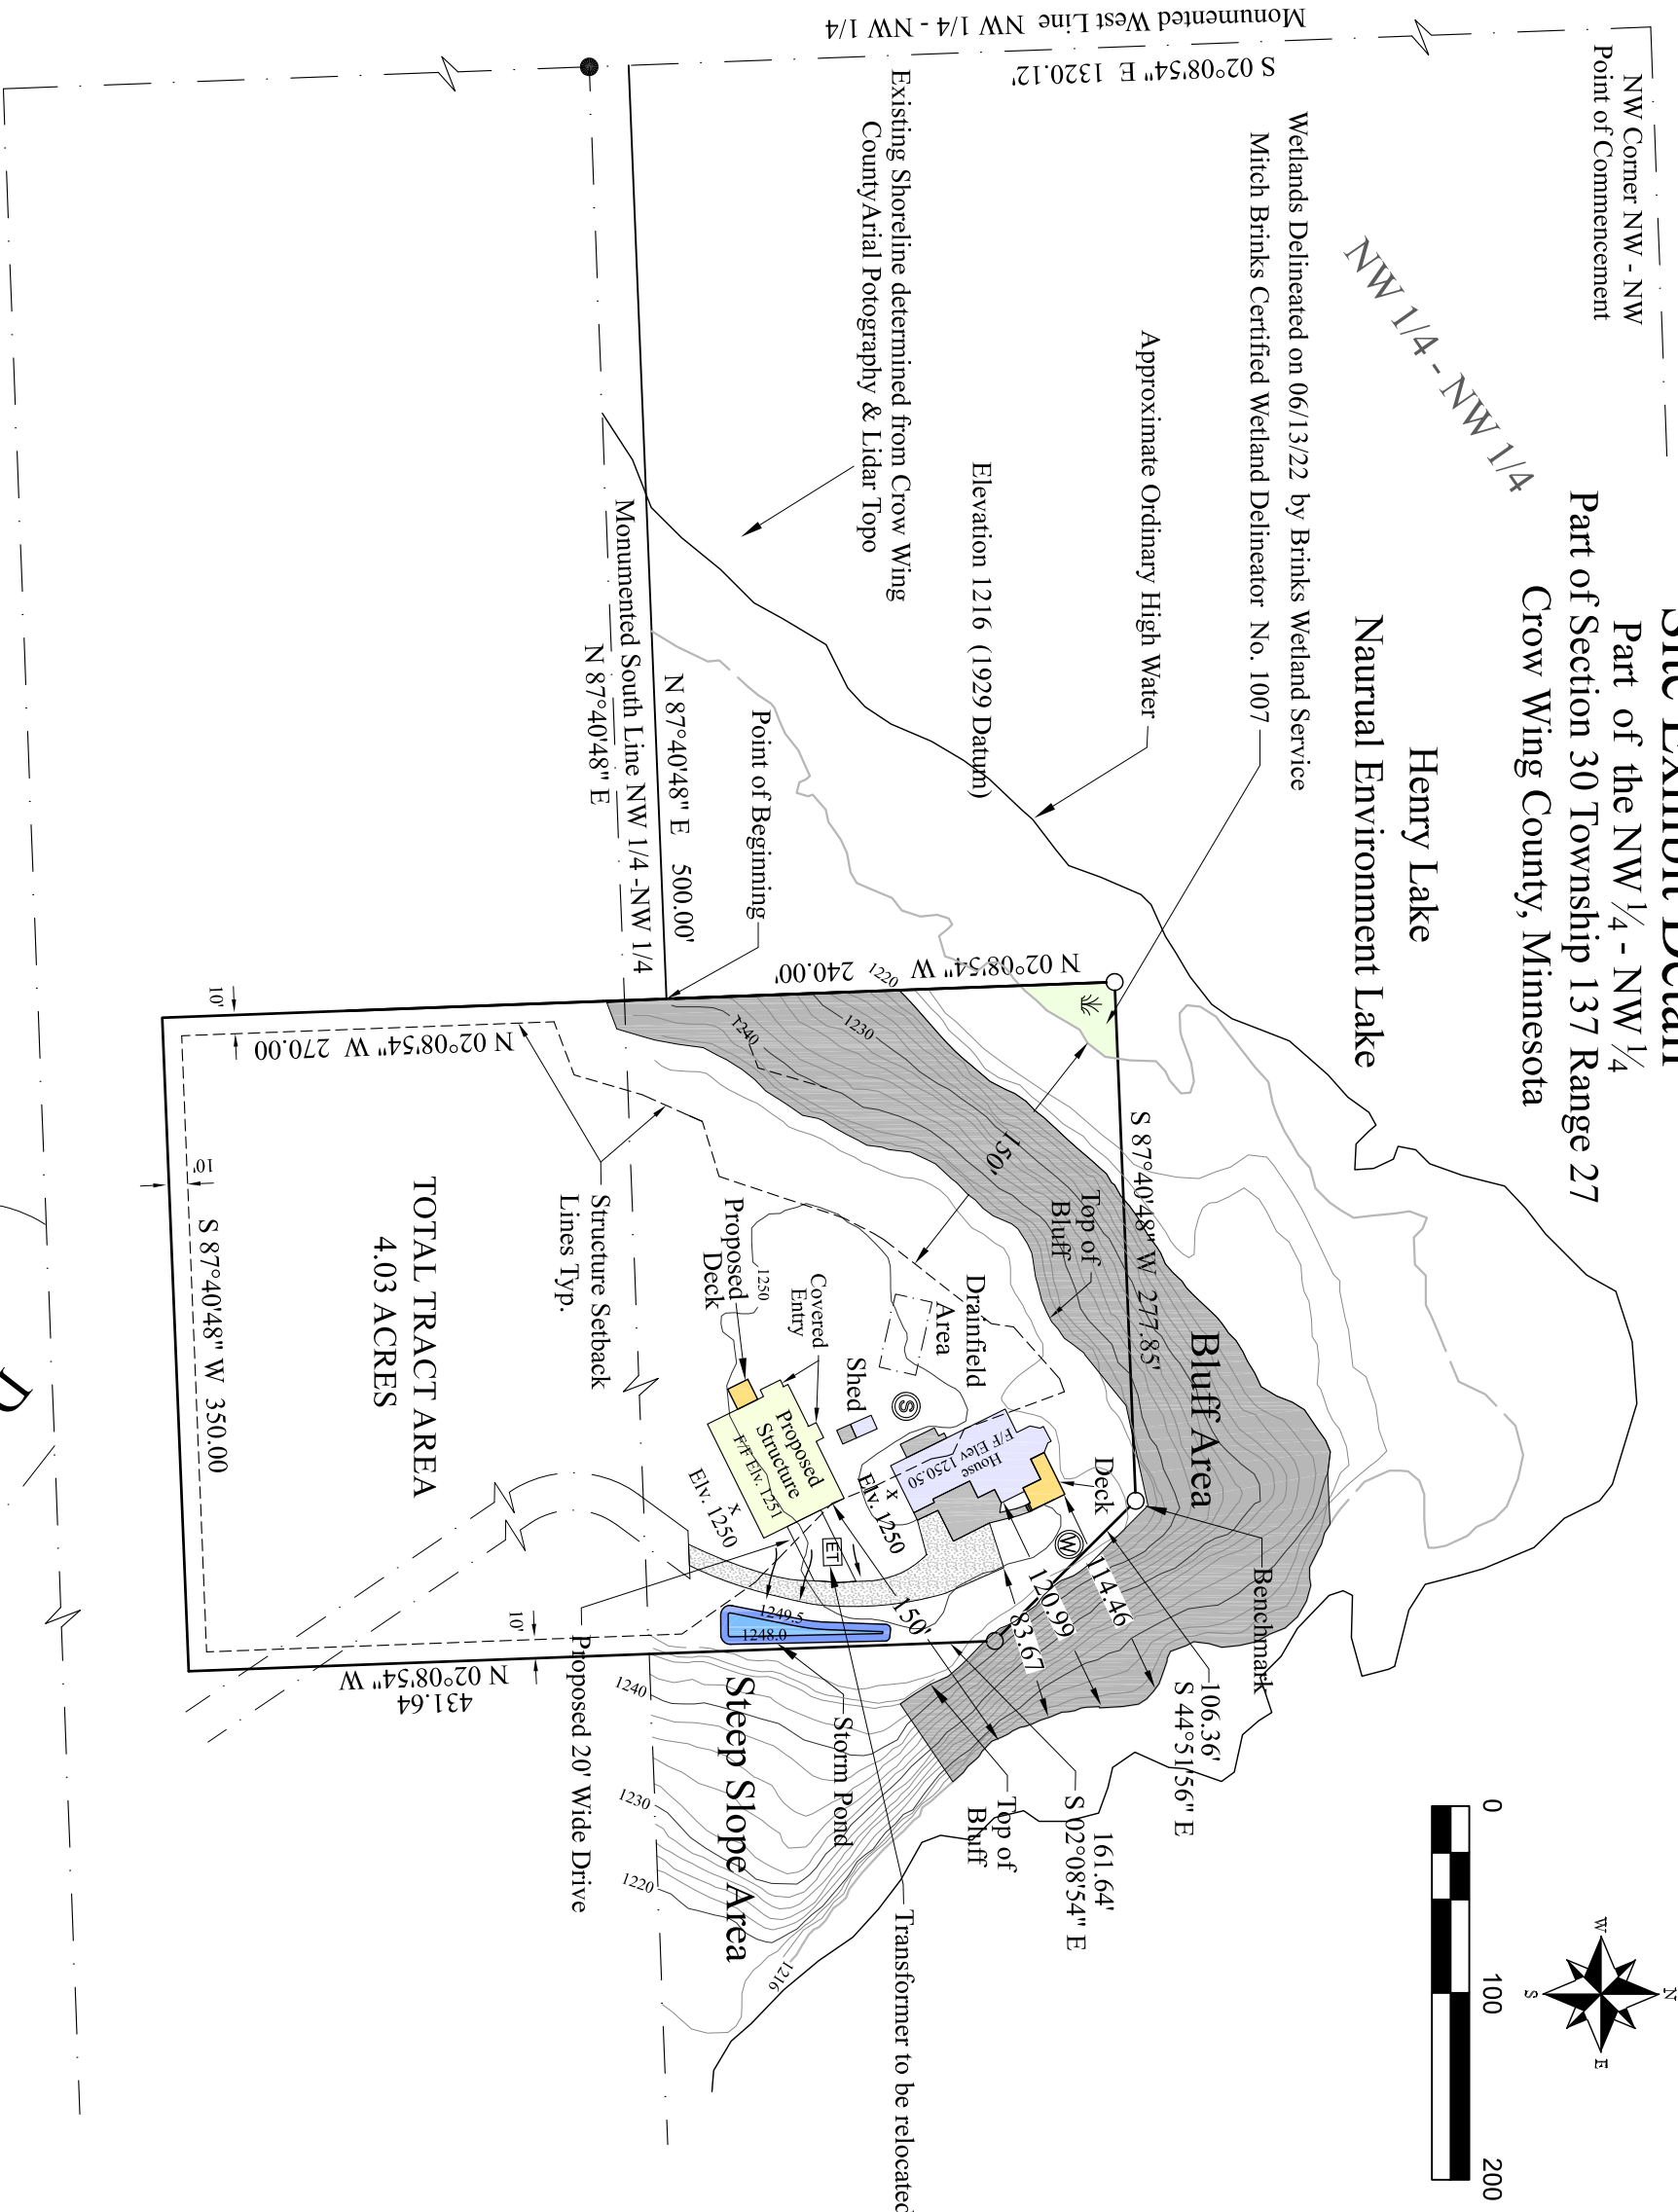 Site Exhibit Detail
Part of the NW 1/4 - NW 1/4
Part of Section 30 Township 137 Range 27
Crow Wing County, Minnesota
NW Corner NW - NW
Point of Commencement
NW 1/4 - NW 1/4
Henry Lake
Naurual Environment Lake
Monumented West Line NW 1/4 - NW 1/4
S 02°08'54" E 1320.12'
Wetlands Delineated on 06/13/22 by Brinks Wetland Service
Mitch Brinks Certified Wetland Delineator No. 1007
Approximate Ordinary High Water
Elevation 1216 (1929 Datum)
Existing Shoreline determined from Crow Wing
CountyArial Potography & Lidar Topo
N 87°40'48" E 500.00'
Monumented South Line NW 1/4 -NW 1/4
N 87°40'48" E
Point of Beginning
N 02°08'54" W 240.00'
1220
1230
1240
S 87°40'48" W 277.85'
150'
Top of
Bluff
Bluff Area
Benchmark
Drainfield
Area
Deck
Covered
Entry
Shed
S
W
House
F/F Elev 1250.50
Proposed
Deck
1250
Proposed
Structure
F/F Elv. 1251
x
Elv. 1250
x
Elv. 1250
ET
114.46
120.99
83.67
150'
106.36'
S 44°51'56" E
161.64'
S 02°08'54" E
Top of
Bluff
1249.5
1248.0
Storm Pond
Transformer to be relocated
Steep Slope Area
1240
1230
1220
1216
Proposed 20' Wide Drive
Structure Setback
Lines Typ.
10'
N 02°08'54" W 270.00
10'
TOTAL TRACT AREA
4.03 ACRES
S 87°40'48" W 350.00
10'
N 02°08'54" W
431.64
0
100
200
N
E
S
W